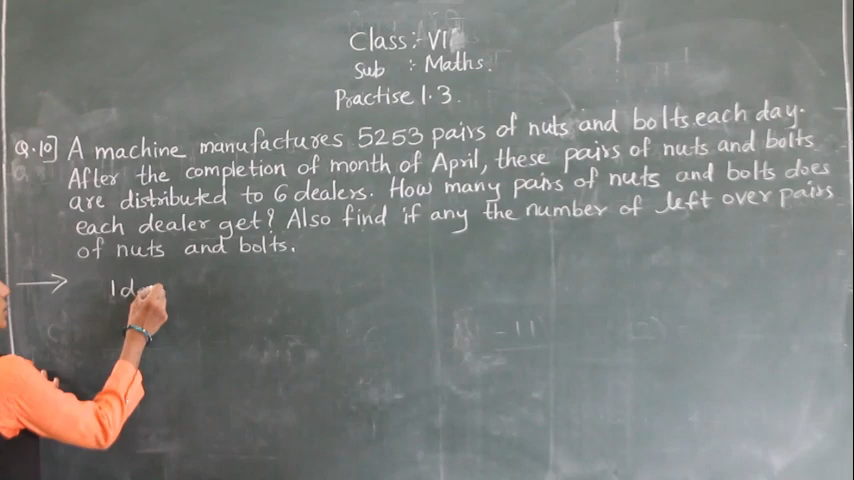 Class:- VI
Sub : Maths.
Practise 1.3.
Q.10] A machine manufactures 5253 pairs of nuts and bolts each day.
After the completion of month of April, these pairs of nuts and bolts
are distributed to 6 dealers. How many pairs of nuts and bolts does
each dealer get? Also find if any the number of left over pairs
of nuts and bolts.
→ 1d